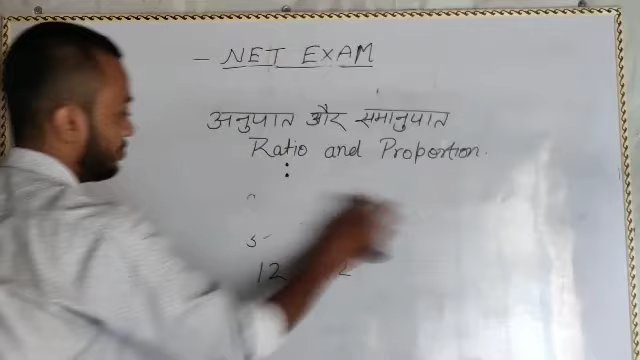 - NET EXAM
अनुपात और समानुपात
Ratio and Proportion.
:
12